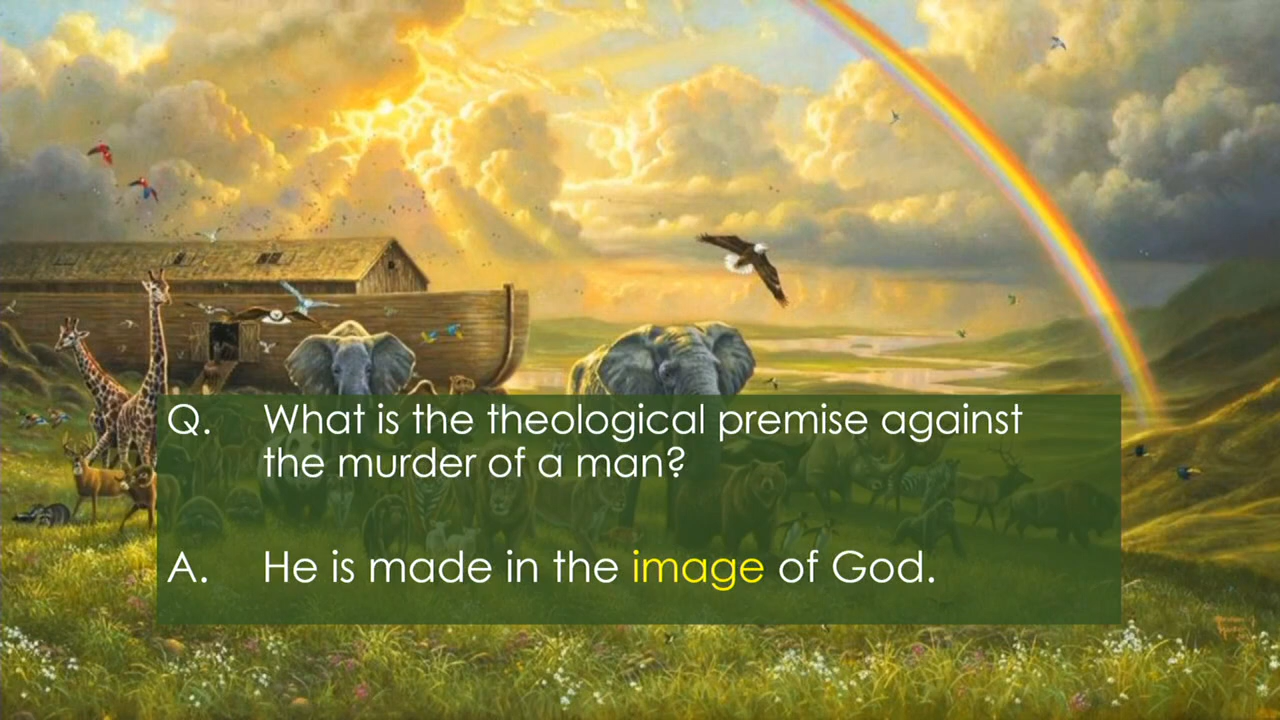 Q. What is the theological premise against
the murder of a man?
A. He is made in the image of God.